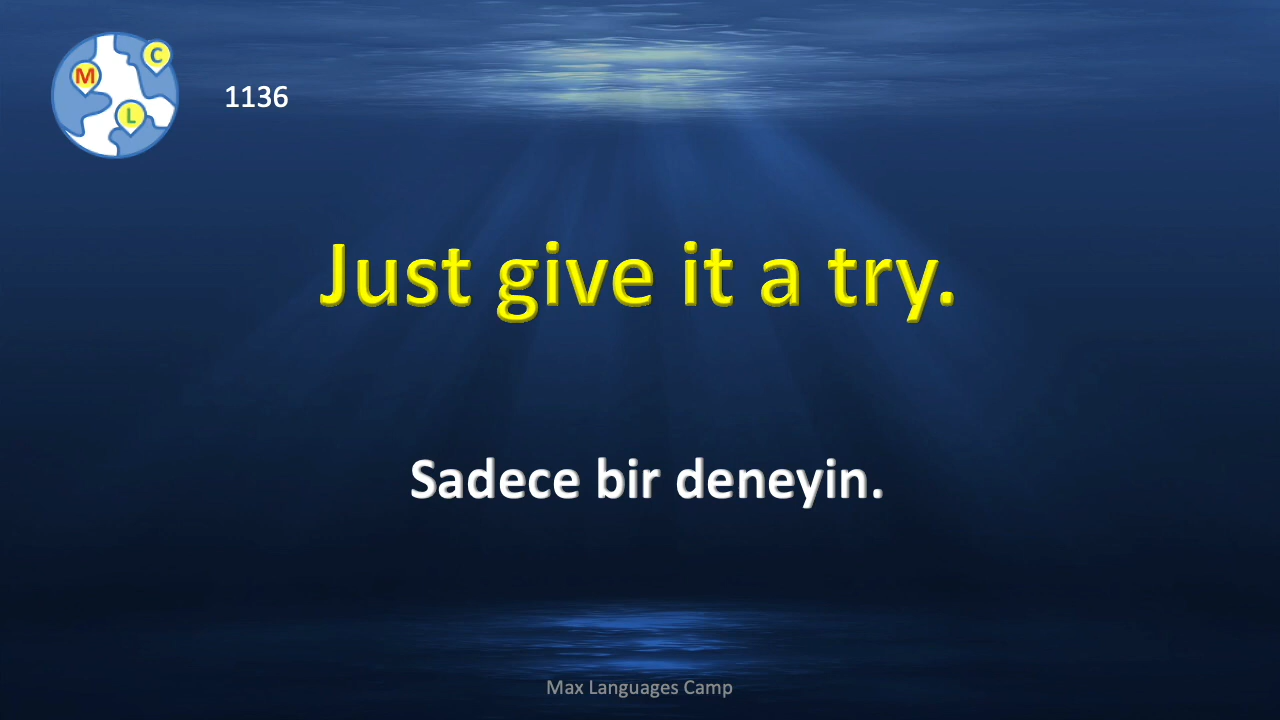 C
M
L
1136
Just give it a try.
Sadece bir deneyin.
Max Languages Camp